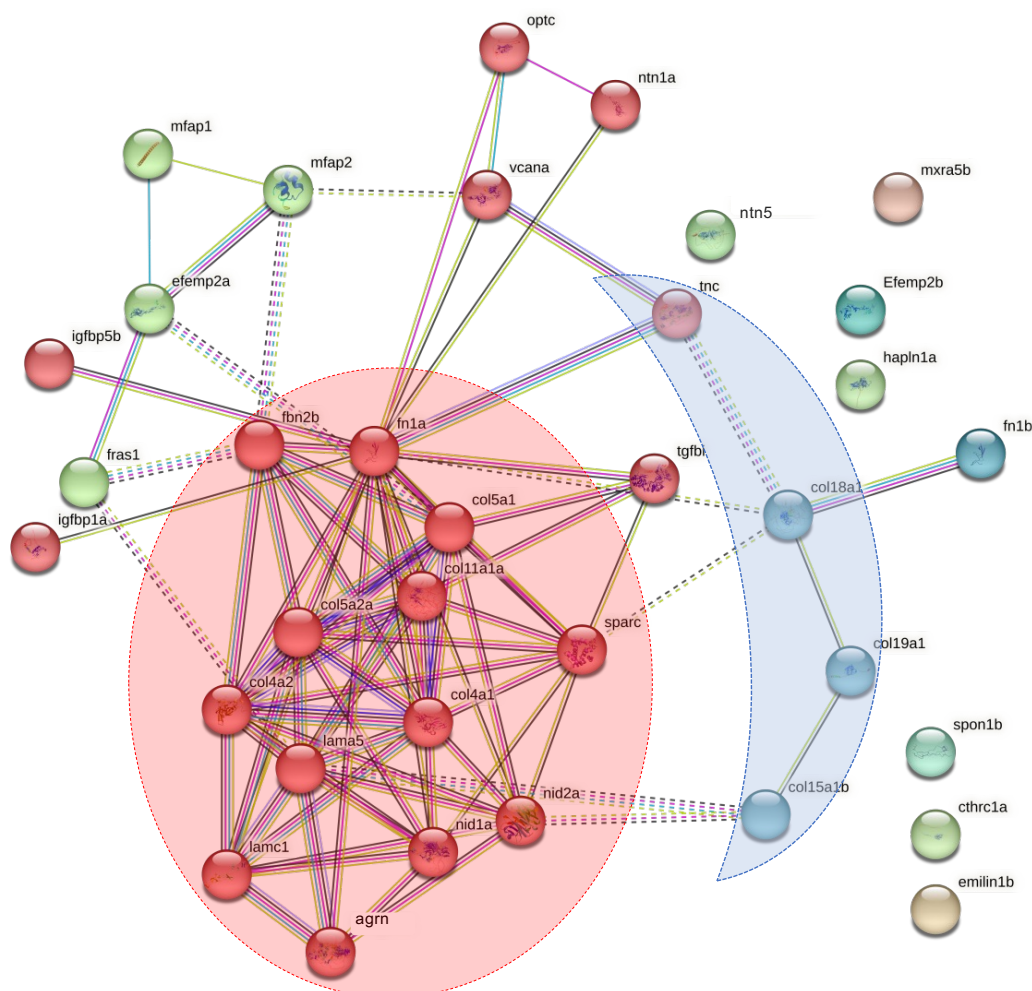 optc
ntn1a
mfap1
mfap2
vcana
mxra5b
ntn5
efemp2a
tnc
Efemp2b
igfbp5b
hapln1a
fbn2b
fn1a
fn1b
tgfbi
fras1
col18a1
col5a1
igfbp1a
col11a1a
col5a2a
sparc
col19a1
col4a2
col4a1
spon1b
lama5
col15a1b
nid2a
cthrc1a
nid1a
lamc1
emilin1b
agrn